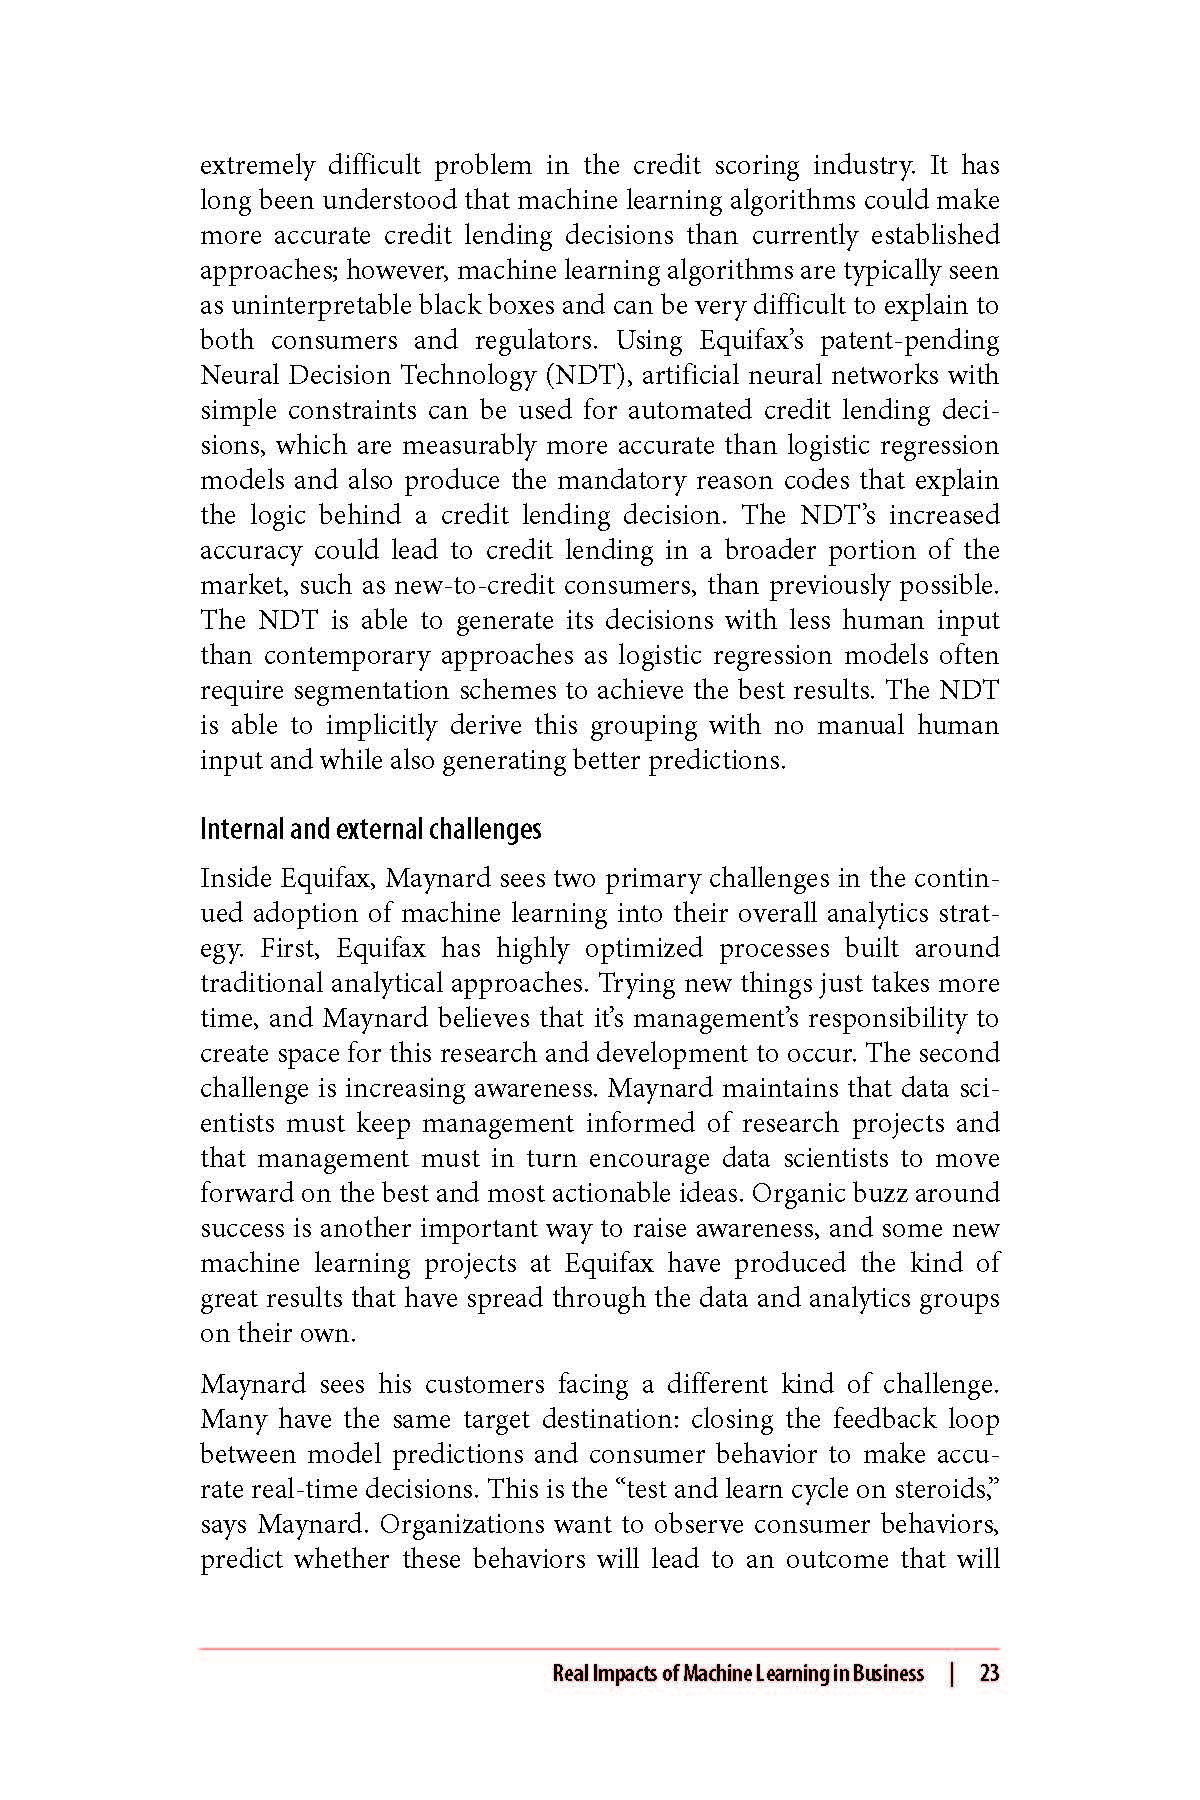 extremely difficult problem in the credit scoring industry. It has
long been understood that machine learning algorithms could make
more accurate credit lending decisions than currently established
approaches; however, machine learning algorithms are typically seen
as uninterpretable black boxes and can be very difficult to explain to
both consumers and regulators. Using Equifax’s patent-pending
Neural Decision Technology (NDT), artificial neural networks with
simple constraints can be used for automated credit lending deci-
sions, which are measurably more accurate than logistic regression
models and also produce the mandatory reason codes that explain
the logic behind a credit lending decision. The NDT’s increased
accuracy could lead to credit lending in a broader portion of the
market, such as new-to-credit consumers, than previously possible.
The NDT is able to generate its decisions with less human input
than contemporary approaches as logistic regression models often
require segmentation schemes to achieve the best results. The NDT
is able to implicitly derive this grouping with no manual human
input and while also generating better predictions.
Internal and external challenges
Inside Equifax, Maynard sees two primary challenges in the contin-
ued adoption of machine learning into their overall analytics strat-
egy. First, Equifax has highly optimized processes built around
traditional analytical approaches. Trying new things just takes more
time, and Maynard believes that it’s management’s responsibility to
create space for this research and development to occur. The second
challenge is increasing awareness. Maynard maintains that data sci-
entists must keep management informed of research projects and
that management must in turn encourage data scientists to move
forward on the best and most actionable ideas. Organic buzz around
success is another important way to raise awareness, and some new
machine learning projects at Equifax have produced the kind of
great results that have spread through the data and analytics groups
on their own.
Maynard sees his customers facing a different kind of challenge.
Many have the same target destination: closing the feedback loop
between model predictions and consumer behavior to make accu-
rate real-time decisions. This is the “test and learn cycle on steroids,”
says Maynard. Organizations want to observe consumer behaviors,
predict whether these behaviors will lead to an outcome that will
Real Impacts of Machine Learning in Business | 23